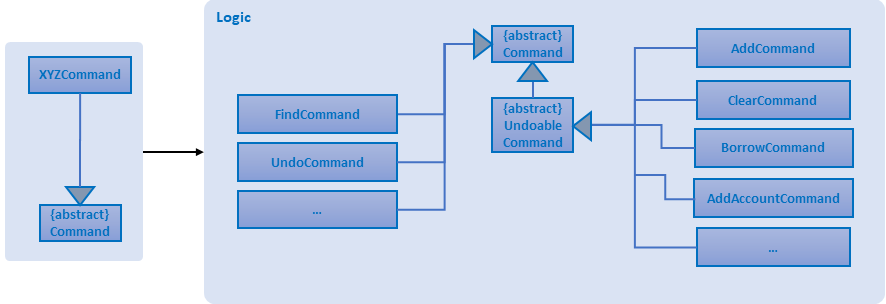 XYZCommand
{abstract}
Command
Logic
FindCommand
UndoCommand
...
{abstract}
Command
{abstract}
Undoable
Command
AddCommand
ClearCommand
BorrowCommand
AddAccountCommand
...